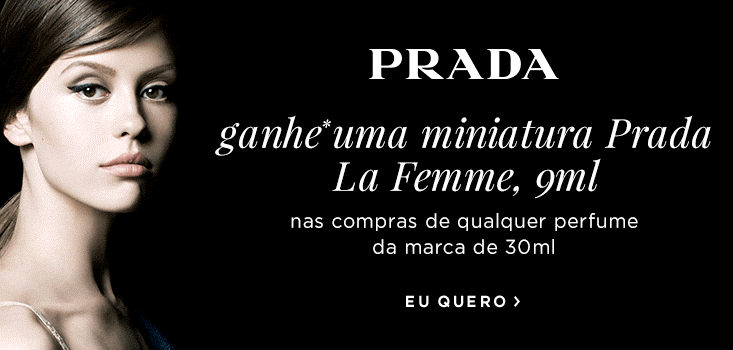 PRADA
ganhe*uma miniatura Prada
La Femme, 9ml
nas compras de qualquer perfume
da marca de 30ml
EU QUERO >